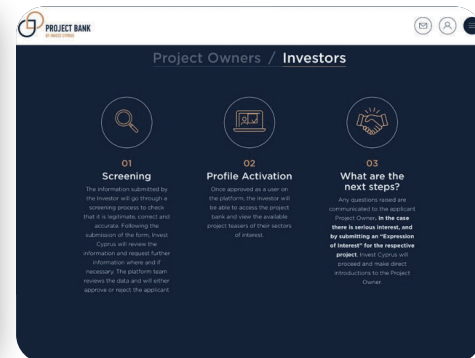 PROJECT BANK
BY INVEST CYPRUS
Project Owners / Investors
01
Screening
The information submitted by
the Investor will go through a
screening process to check
that it is legitimate, correct and
accurate. Following the
submission of the form, Invest
Cyprus will review the
information and request further
information where and if
necessary. The platform team
reviews the data and will either
approve or reject the applicant
02
Profile Activation
Once approved as a user on
the platform, the investor will
be able to access the project
bank and view the available
project teasers of their sectors
of interest.
03
What are the
next steps?
Any questions raised are
communicated to the applicant
Project Owner. In the case
there is serious interest, and
by submitting an "Expression
of Interest" for the respective
project, Invest Cyprus will
proceed and make direct
introductions to the Project
Owner.